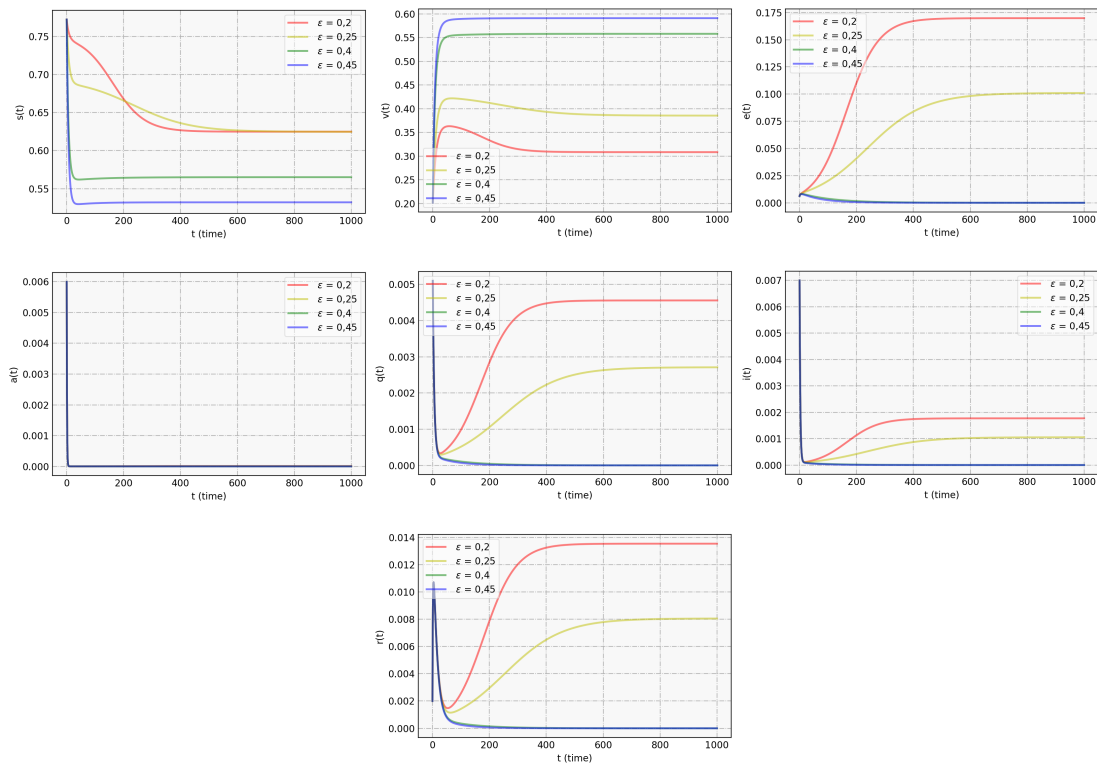 s(t)
0.75
0.70
0.65
0.60
0.55
0 200 400 600 800 1000
t (time)
ε = 0,2
ε = 0,25
ε = 0,4
ε = 0,45
v(t)
0.60
0.55
0.50
0.45
0.40
0.35
0.30
0.25
0.20
0 200 400 600 800 1000
t (time)
ε = 0,2
ε = 0,25
ε = 0,4
ε = 0,45
e(t)
0.175
0.150
0.125
0.100
0.075
0.050
0.025
0.000
0 200 400 600 800 1000
t (time)
ε = 0,2
ε = 0,25
ε = 0,4
ε = 0,45
a(t)
0.006
0.005
0.004
0.003
0.002
0.001
0.000
0 200 400 600 800 1000
t (time)
ε = 0,2
ε = 0,25
ε = 0,4
ε = 0,45
q(t)
0.005
0.004
0.003
0.002
0.001
0.000
0 200 400 600 800 1000
t (time)
ε = 0,2
ε = 0,25
ε = 0,4
ε = 0,45
i(t)
0.007
0.006
0.005
0.004
0.003
0.002
0.001
0.000
0 200 400 600 800 1000
t (time)
ε = 0,2
ε = 0,25
ε = 0,4
ε = 0,45
r(t)
0.014
0.012
0.010
0.008
0.006
0.004
0.002
0.000
0 200 400 600 800 1000
t (time)
ε = 0,2
ε = 0,25
ε = 0,4
ε = 0,45